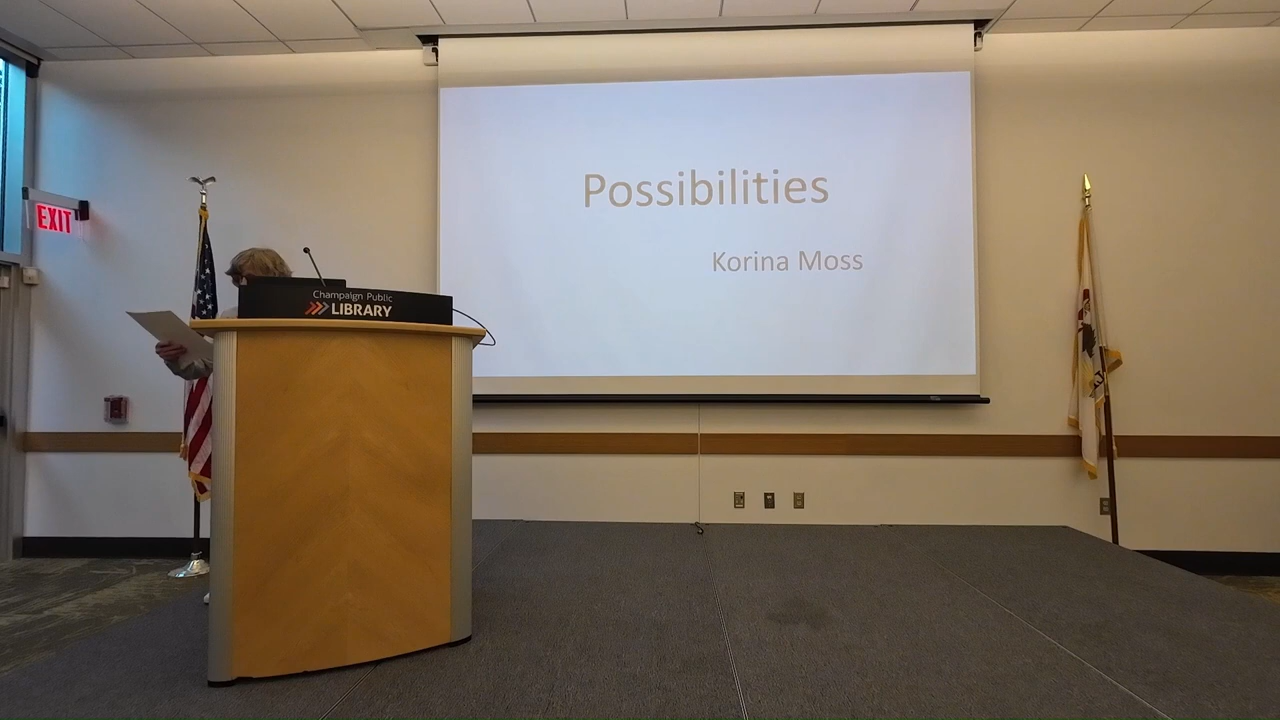 Possibilities
Korina Moss
EXIT
Champaign Public
LIBRARY